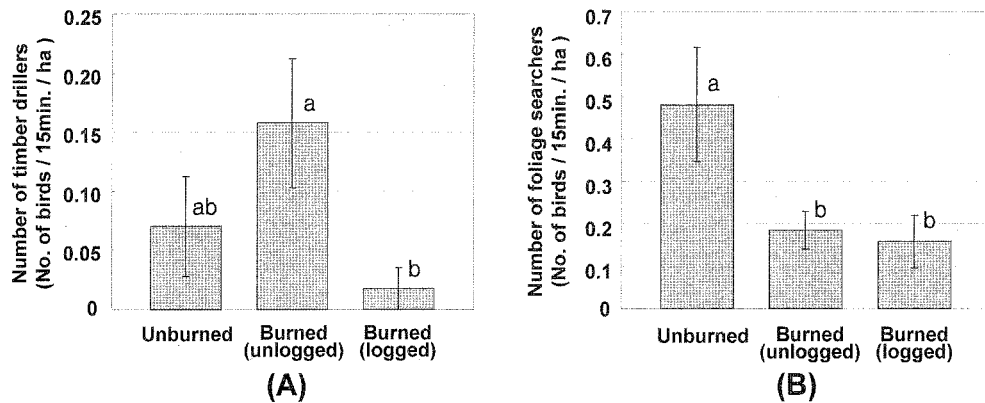 Number of timber drillers
(No. of birds / 15min. / ha)
0.25
0.20
0.15
0.10
0.05
0
ab
a
b
Unburned
Burned
(unlogged)
Burned
(logged)
(A)
Number of foliage searchers
(No. of birds / 15min. / ha)
0.7
0.6
0.5
0.4
0.3
0.2
0.1
0
a
b
b
Unburned
Burned
(unlogged)
Burned
(logged)
(B)